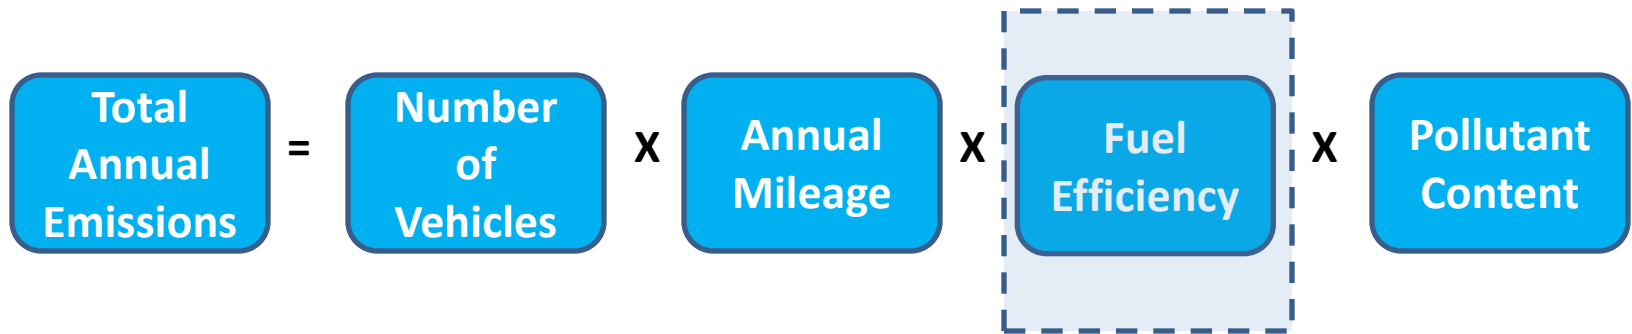 Total
Annual
Emissions
=
Number
of
Vehicles
X
Annual
Mileage
X
Fuel
Efficiency
X
Pollutant
Content